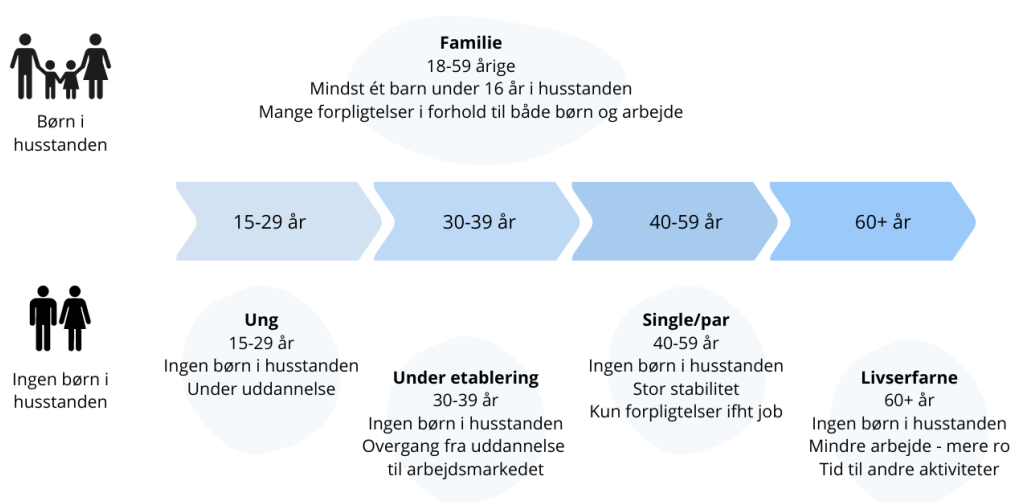 Familie
18-59 årige
Mindst ét barn under 16 år i husstanden
Mange forpligtelser i forhold til både børn og arbejde
Børn i
husstanden
15-29 år
30-39 år
40-59 år
60+ år
Ingen børn i
husstanden
Ung
15-29 år
Ingen børn i husstanden
Under uddannelse
Under etablering
30-39 år
Ingen børn i husstanden
Overgang fra uddannelse
til arbejdsmarkedet
Single/par
40-59 år
Ingen børn i husstanden
Stor stabilitet
Kun forpligtelser ifht job
Livserfarne
60+ år
Ingen børn i husstanden
Mindre arbejde - mere ro
Tid til andre aktiviteter